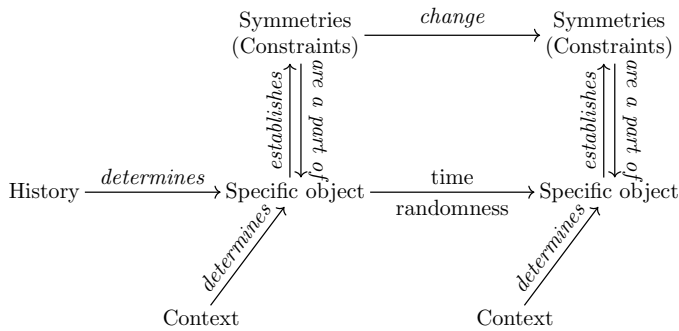 Symmetries
(Constraints)
change
Symmetries
(Constraints)
establishes
are a part of
establishes
are a part of
History
determines
Specific object
time
randomness
Specific object
determines
determines
Context
Context